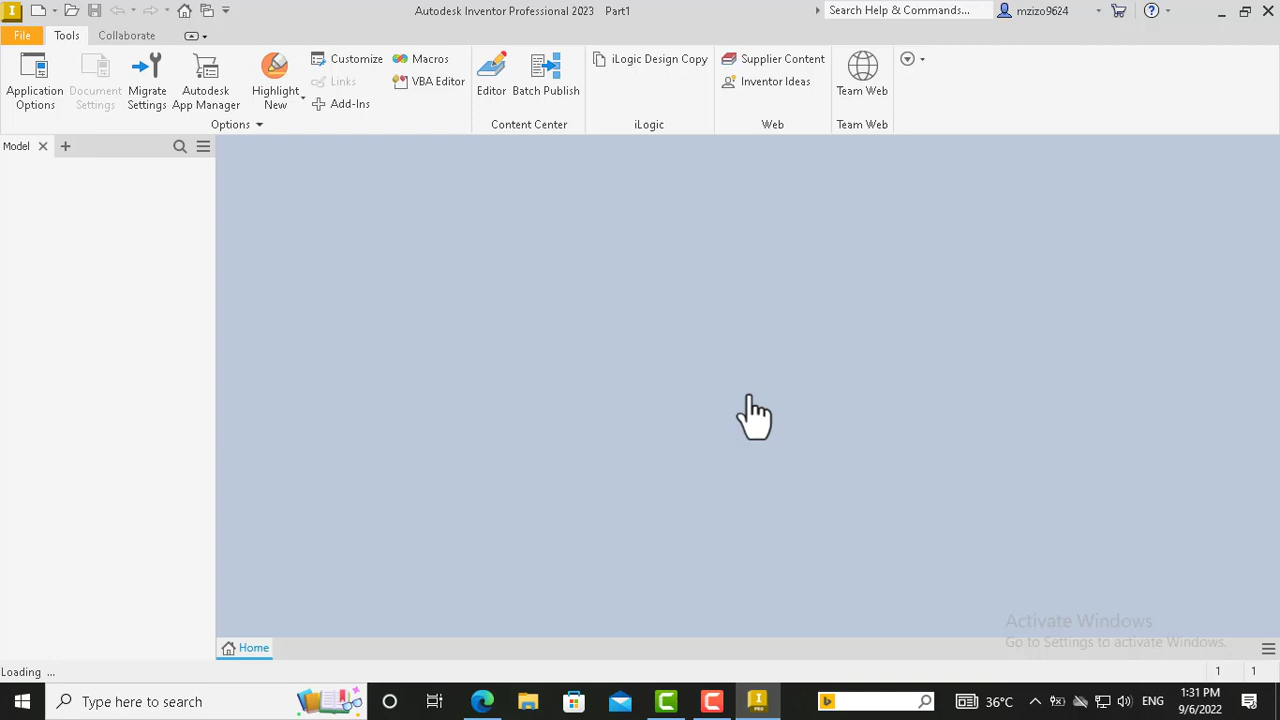 Autodesk Inventor Professional 2023 Part1
Search Help & Commands...
mzizo9624
File
Tools
Collaborate
Application Options
Document Settings
Migrate Settings
Autodesk App Manager
Highlight New
Customize
Links
Add-Ins
Macros
VBA Editor
Options
Editor
Batch Publish
Content Center
iLogic Design Copy
iLogic
Supplier Content
Inventor Ideas
Web
Team Web
Team Web
Model
Activate Windows
Go to Settings to activate Windows.
Home
Loading ...
1 1
Type here to search
PRO
36°C
ENG
1:31 PM
9/6/2022